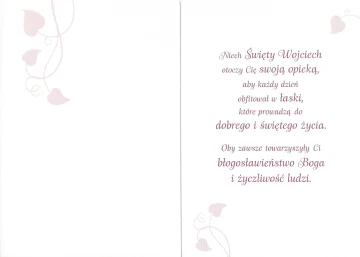 Niech Święty Wojciech
otoczy Cię swoją opieką,
aby każdy dzień
obfitował w łaski,
które prowadzą do
dobrego i świętego życia.
Oby zawsze towarzyszyły Ci
błogosławieństwo Boga
i życzliwość ludzi.